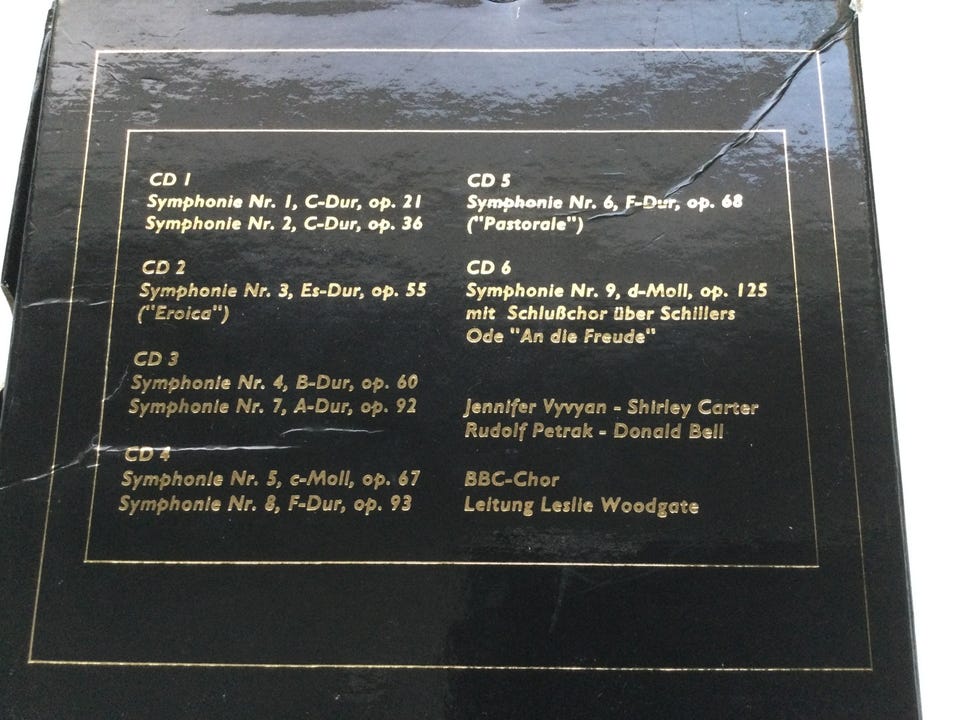 CD 1
Symphonie Nr. 1, C-Dur, op. 21
Symphonie Nr. 2, C-Dur, op. 36
CD 2
Symphonie Nr. 3, Es-Dur, op. 55
("Eroica")
CD 3
Symphonie Nr. 4, B-Dur, op. 60
Symphonie Nr. 7, A-Dur, op. 92
CD 4
Symphonie Nr. 5, c-Moll, op. 67
Symphonie Nr. 8, F-Dur, op. 93
CD 5
Symphonie Nr. 6, F-Dur, op. 68
("Pastorale")
CD 6
Symphonie Nr. 9, d-Moll, op. 125
mit Schlußchor über Schillers
Ode "An die Freude"
Jennifer Vyvyan - Shirley Carter
Rudolf Petrak - Donald Bell
BBC-Chor
Leitung Leslie Woodgate